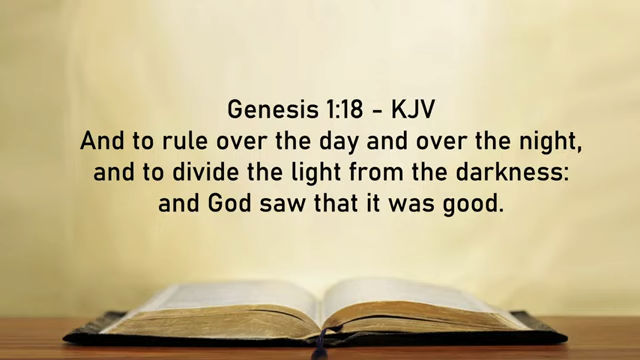 Genesis 1:18 - KJV
And to rule over the day and over the night,
and to divide the light from the darkness:
and God saw that it was good.